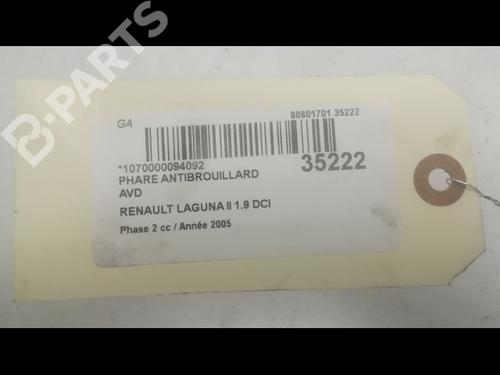 B-PARTS
GA
80801701 35222
*1070000094092
35222
PHARE ANTIBROUILLARD
AVD
RENAULT LAGUNA II 1.9 DCI
Phase 2 cc / Année 2005